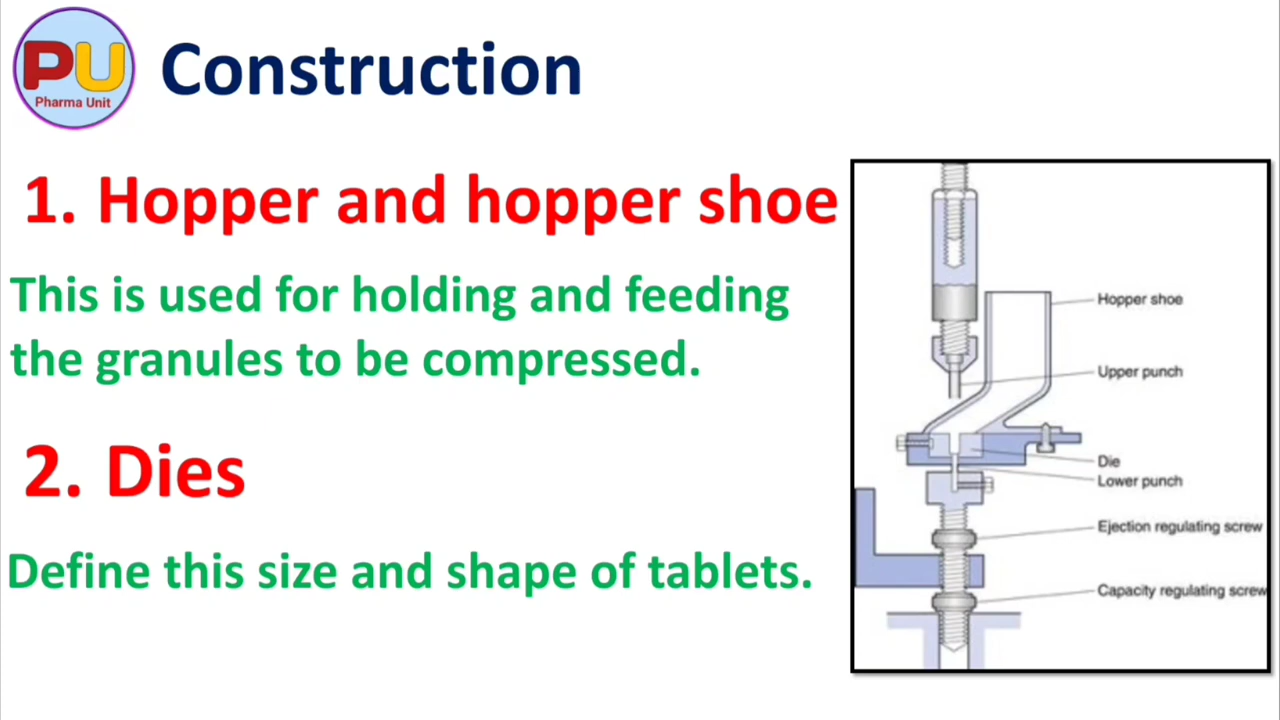 PU
Pharma Unit
Construction
1. Hopper and hopper shoe
This is used for holding and feeding
the granules to be compressed.
2. Dies
Define this size and shape of tablets.
Hopper shoe
Upper punch
Die
Lower punch
Ejection regulating screw
Capacity regulating screw